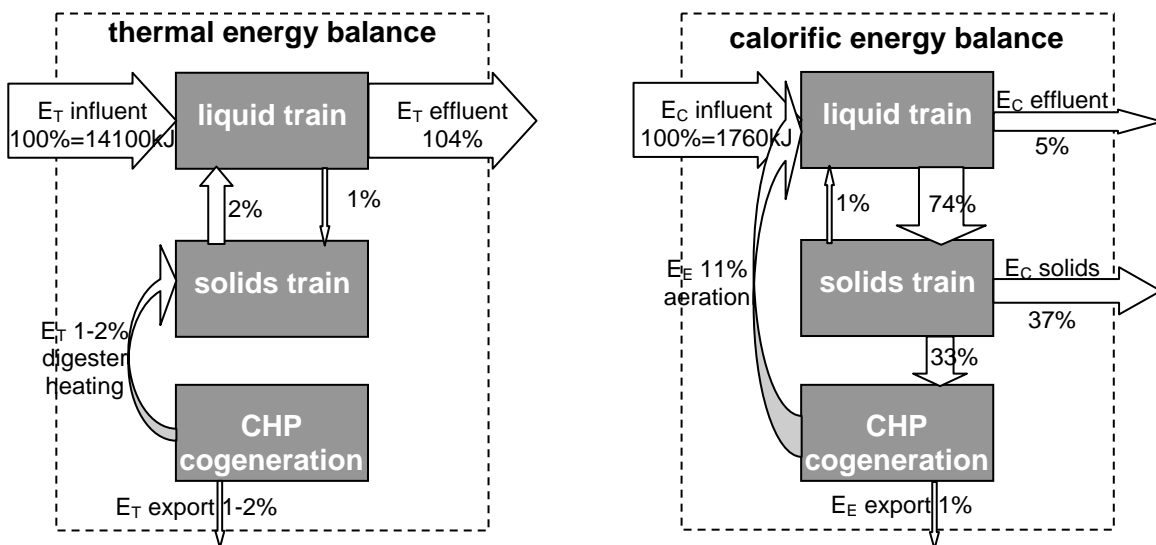 thermal energy balance
E_T influent
100%=14100kJ
liquid train
E_T effluent
104%
2%
1%
solids train
E_T 1-2%
digester
heating
CHP
cogeneration
E_T export 1-2%
calorific energy balance
E_C influent
100%=1760kJ
liquid train
E_C effluent
5%
1%
74%
E_E 11%
aeration
solids train
E_C solids
37%
33%
CHP
cogeneration
E_E export 1%